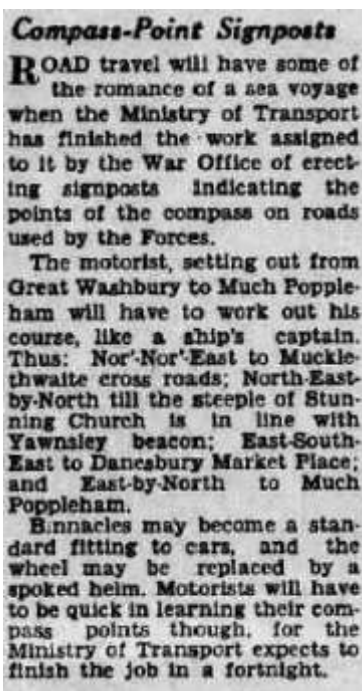 Compass-Point Signposts
ROAD travel will have some of
the romance of a sea voyage
when the Ministry of Transport
has finished the work assigned
to it by the War Office of erect-
ing signposts indicating the
points of the compass on roads
used by the Forces.
The motorist, setting out from
Great Washbury to Much Popple-
ham will have to work out his
course, like a ship's captain.
Thus: Nor'-Nor'-East to Muckle-
thwaite cross roads; North-East-
by-North till the steeple of Stun-
ning Church is in line with
Yawnsley beacon; East-South-
East to Danesbury Market Place;
and East-by-North to Much
Poppleham.
Binnacles may become a stan-
dard fitting to cars, and the
wheel may be replaced by a
spoked helm. Motorists will have
to be quick in learning their com-
pass points though, for the
Ministry of Transport expects to
finish the job in a fortnight.